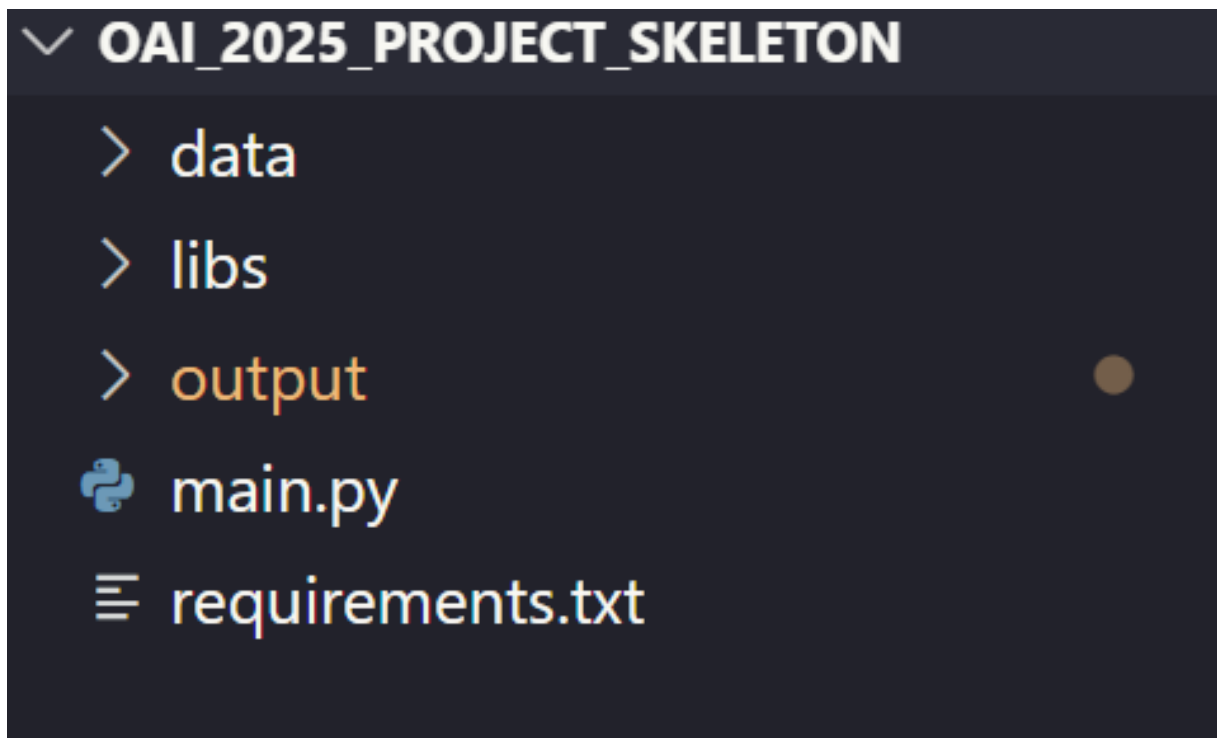 OAI_2025_PROJECT_SKELETON
data
libs
output
main.py
requirements.txt